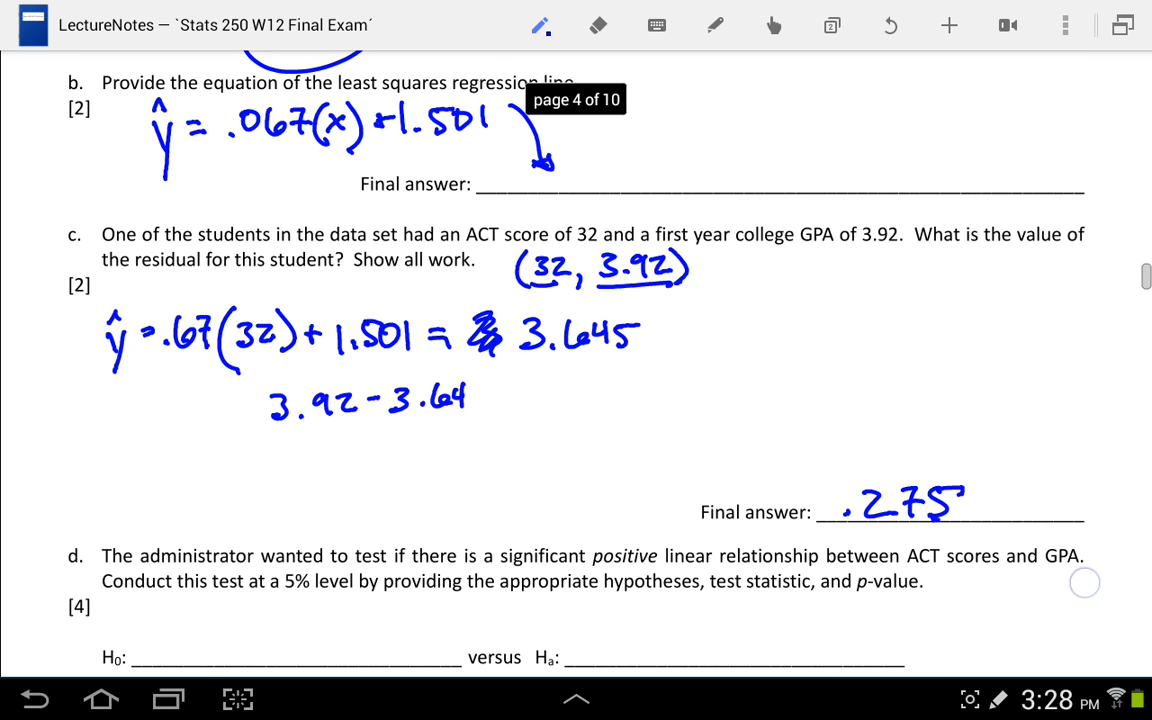 LectureNotes — `Stats 250 W12 Final Exam´
b. Provide the equation of the least squares regression line
page 4 of 10
[2]
ŷ = .067(x) + 1.501
Final answer:
c. One of the students in the data set had an ACT score of 32 and a first year college GPA of 3.92. What is the value of
the residual for this student? Show all work.
(32, 3.92)
[2]
ŷ = .67(32) + 1.501 = 3.645
3.92 - 3.64
Final answer: .275
d. The administrator wanted to test if there is a significant positive linear relationship between ACT scores and GPA.
Conduct this test at a 5% level by providing the appropriate hypotheses, test statistic, and p-value.
[4]
H₀: versus Hₐ:
3:28 PM